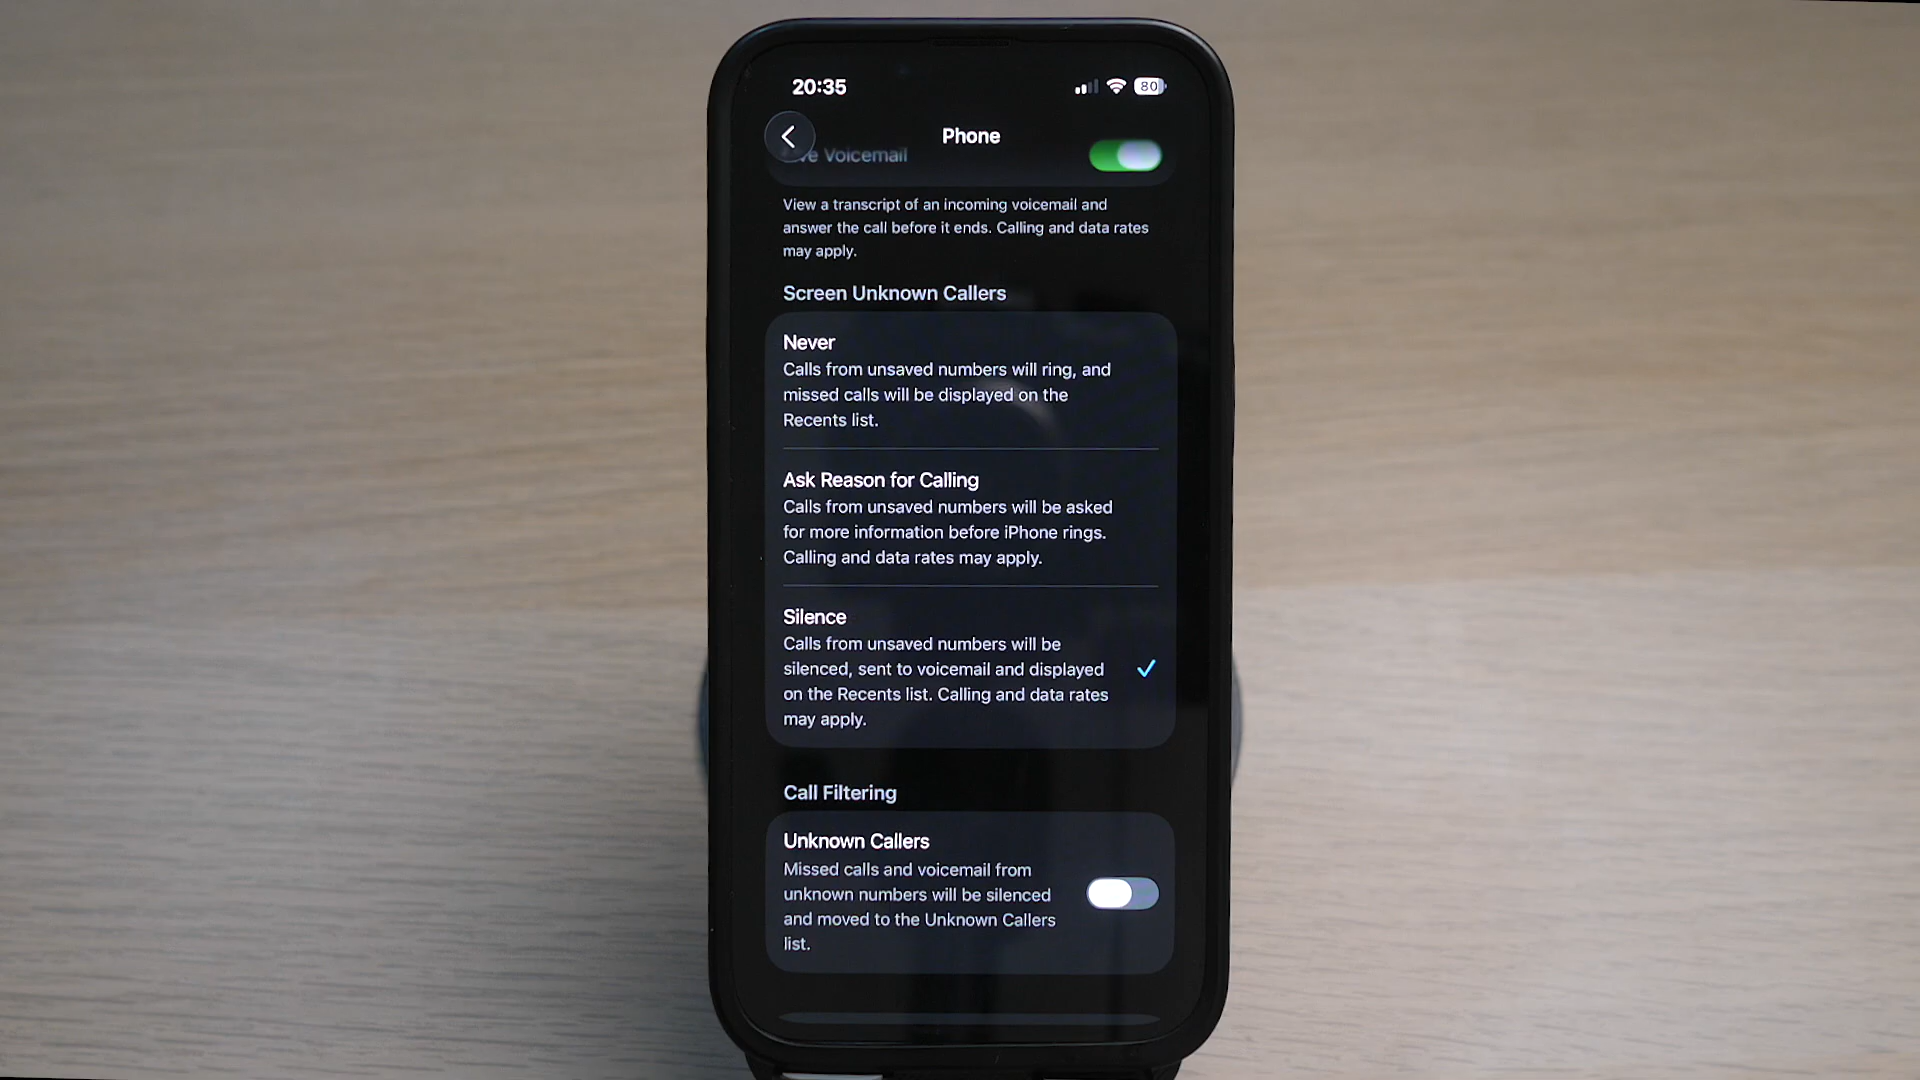 20:35
80
Phone
ve Voicemail
View a transcript of an incoming voicemail and
answer the call before it ends. Calling and data rates
may apply.
Screen Unknown Callers
Never
Calls from unsaved numbers will ring, and
missed calls will be displayed on the
Recents list.
Ask Reason for Calling
Calls from unsaved numbers will be asked
for more information before iPhone rings.
Calling and data rates may apply.
Silence
Calls from unsaved numbers will be
silenced, sent to voicemail and displayed
on the Recents list. Calling and data rates
may apply.
Call Filtering
Unknown Callers
Missed calls and voicemail from
unknown numbers will be silenced
and moved to the Unknown Callers
list.